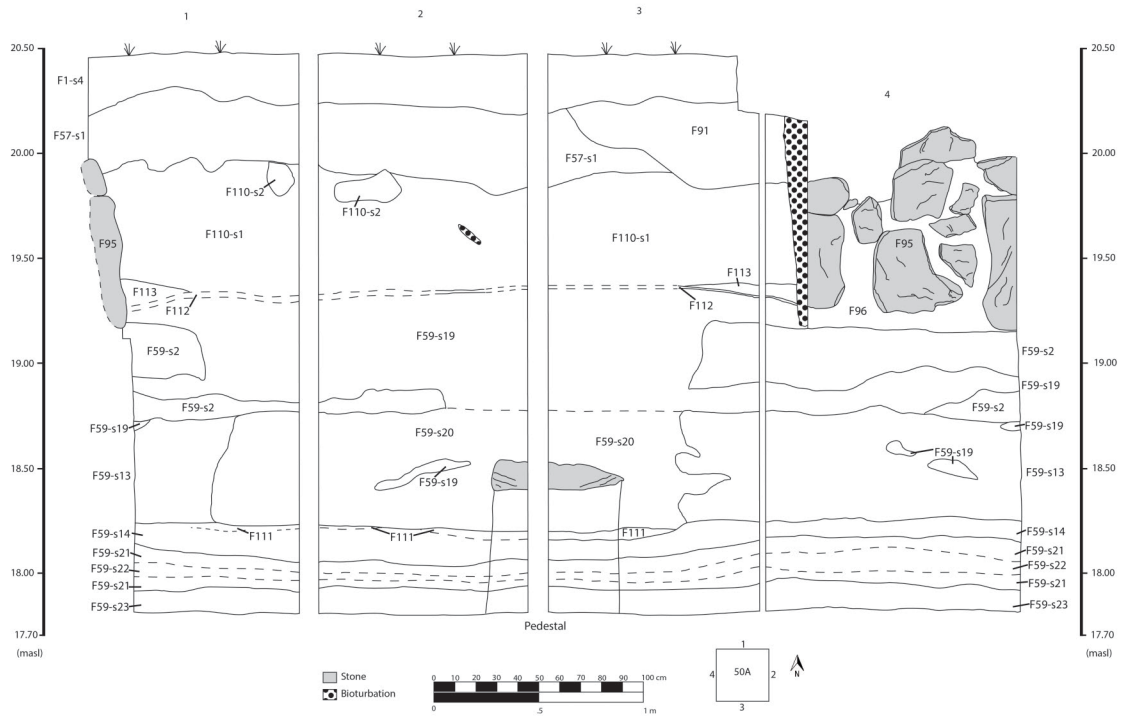 1
2
3
4
20.50
20.00
19.50
19.00
18.50
18.00
17.70
(masl)
20.50
20.00
19.50
19.00
18.50
18.00
17.70
(masl)
F1-s4
F57-s1
F91
F57-s1
F110-s2
F110-s2
F110-s1
F110-s1
F95
F95
F113
F112
F113
F112
F96
F59-s2
F59-s19
F59-s2
F59-s19
F59-s2
F59-s2
F59-s19
F59-s20
F59-s20
F59-s19
F59-s19
F59-s19
F59-s13
F59-s13
F59-s14
F111
F111
F111
F59-s14
F59-s21
F59-s22
F59-s21
F59-s23
F59-s21
F59-s22
F59-s21
F59-s23
Pedestal
Stone
Bioturbation
0 10 20 30 40 50 60 70 80 90 100 cm
0 .5 1 m
1
4 50A 2
3
N